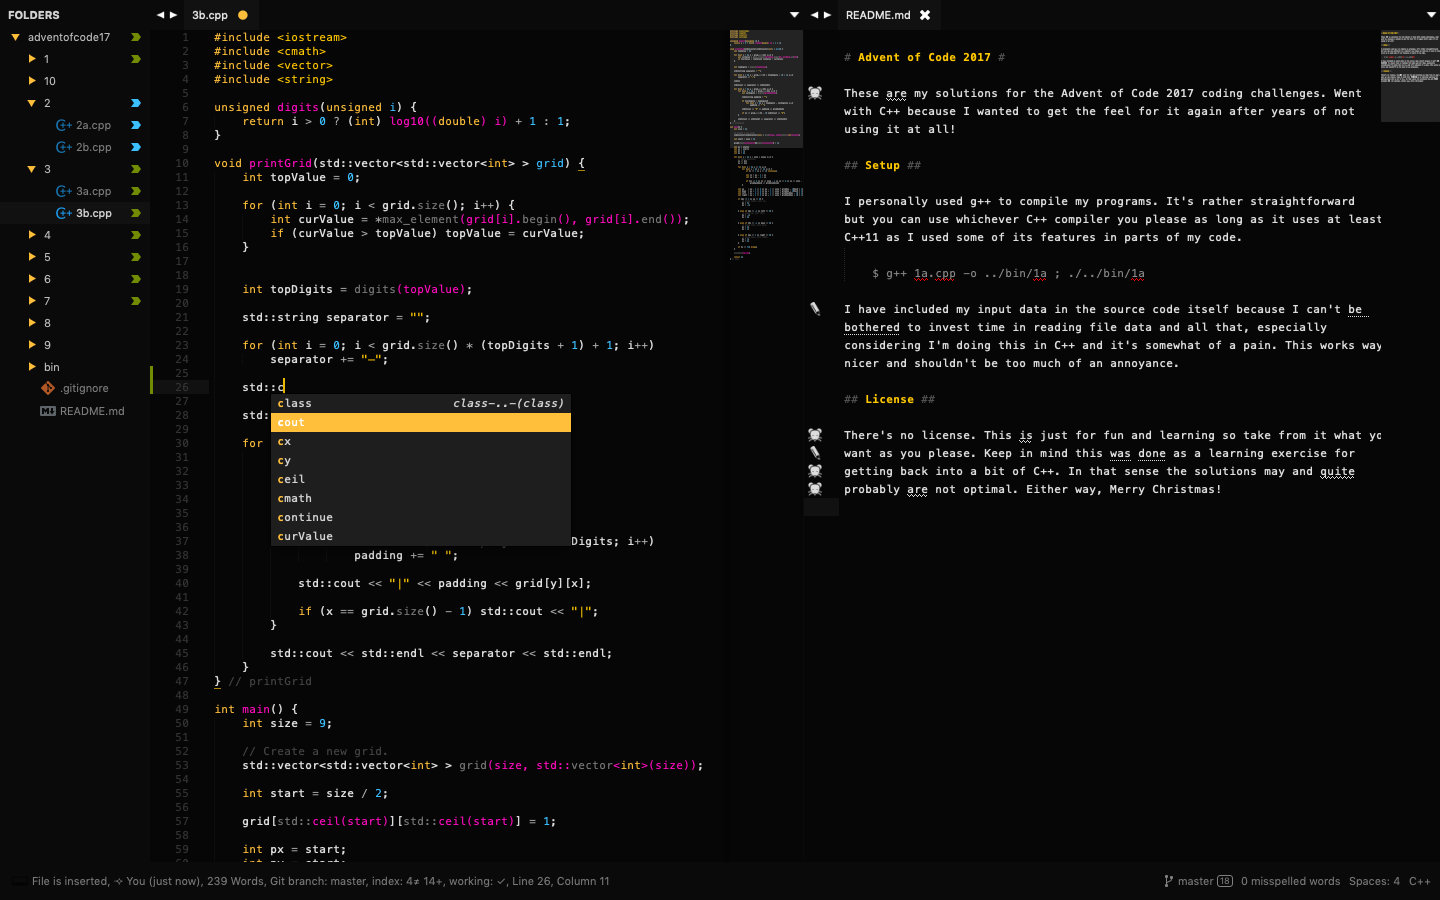 FOLDERS
adventofcode17
1
10
2
2a.cpp
2b.cpp
3
3a.cpp
3b.cpp
4
5
6
7
8
9
bin
.gitignore
README.md
3b.cpp
1 #include <iostream>
2 #include <cmath>
3 #include <vector>
4 #include <string>
5
6 unsigned digits(unsigned i) {
7 return i > 0 ? (int) log10((double) i) + 1 : 1;
8 }
9
10 void printGrid(std::vector<std::vector<int> > grid) {
11 int topValue = 0;
12
13 for (int i = 0; i < grid.size(); i++) {
14 int curValue = *max_element(grid[i].begin(), grid[i].end());
15 if (curValue > topValue) topValue = curValue;
16 }
17
18
19 int topDigits = digits(topValue);
20
21 std::string separator = "";
22
23 for (int i = 0; i < grid.size() * (topDigits + 1) + 1; i++)
24 separator += "—";
25
26 std::c
class class-..-(class)
cout
cx
cy
ceil
cmath
continue
curValue
27
28 std:
29
30 for
31
32
33
34
35
36
37 Digits; i++)
38 padding += " ";
39
40 std::cout << "|" << padding << grid[y][x];
41
42 if (x == grid.size() - 1) std::cout << "|";
43 }
44
45 std::cout << std::endl << separator << std::endl;
46 }
47 } // printGrid
48
49 int main() {
50 int size = 9;
51
52 // Create a new grid.
53 std::vector<std::vector<int> > grid(size, std::vector<int>(size));
54
55 int start = size / 2;
56
57 grid[std::ceil(start)][std::ceil(start)] = 1;
58
59 int px = start;
README.md
# Advent of Code 2017 #
These are my solutions for the Advent of Code 2017 coding challenges. Went
with C++ because I wanted to get the feel for it again after years of not
using it at all!
## Setup ##
I personally used g++ to compile my programs. It's rather straightforward
but you can use whichever C++ compiler you please as long as it uses at least
C++11 as I used some of its features in parts of my code.
$ g++ 1a.cpp -o ../bin/1a ; ./../bin/1a
I have included my input data in the source code itself because I can't be
bothered to invest time in reading file data and all that, especially
considering I'm doing this in C++ and it's somewhat of a pain. This works way
nicer and shouldn't be too much of an annoyance.
## License ##
There's no license. This is just for fun and learning so take from it what yo
want as you please. Keep in mind this was done as a learning exercise for
getting back into a bit of C++. In that sense the solutions may and quite
probably are not optimal. Either way, Merry Christmas!
File is inserted, ✧ You (just now), 239 Words, Git branch: master, index: 4≠ 14+, working: ✓, Line 26, Column 11
master 18 0 misspelled words Spaces: 4 C++